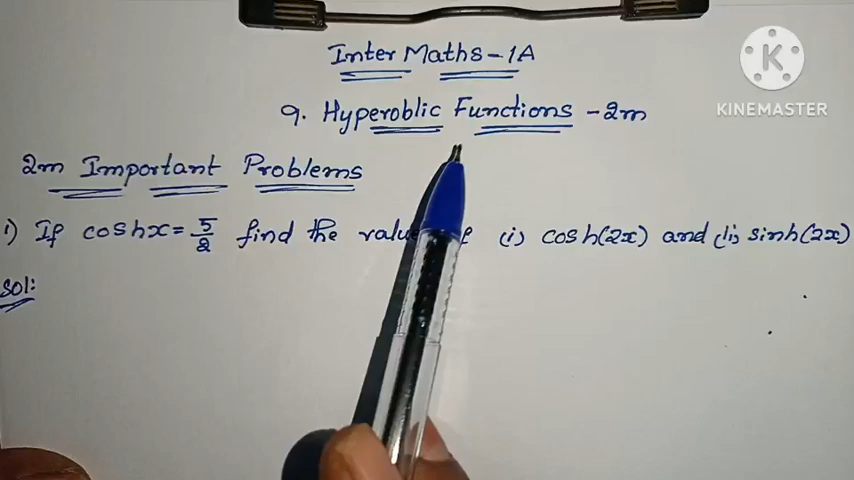 Inter Maths-1A
K
KINEMASTER
9. Hyperoblic Functions -2m
2m Important Problems
1) If coshx=5/2 find the value (i) cosh(2x) and (ii) sinh(2x)
Sol: